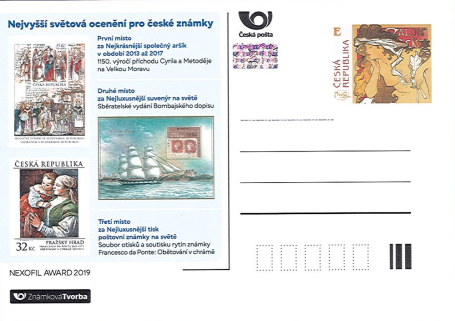 Nejvyšší světová ocenění pro české známky
První místo
za Nejkrásnější společný aršík
v období 2013 až 2017
1150. výročí příchodu Cyrila a Metoděje
na Velkou Moravu
ČESKÁ REPUBLIKA
Druhé místo
za Nejluxusnější suvenýr na světě
Sběratelské vydání Bombajského dopisu
ČESKÁ REPUBLIKA
PRAŽSKÝ HRAD
32 Kč
Třetí místo
za Nejluxusnější tisk
poštovní známky na světě
Soubor otisků a soutisku rytin známky
Francesco da Ponte: Obětování v chrámě
NEXOFIL AWARD 2019
ZnámkováTvorba
Česká pošta
E
ČESKÁ
REPUBLIKA